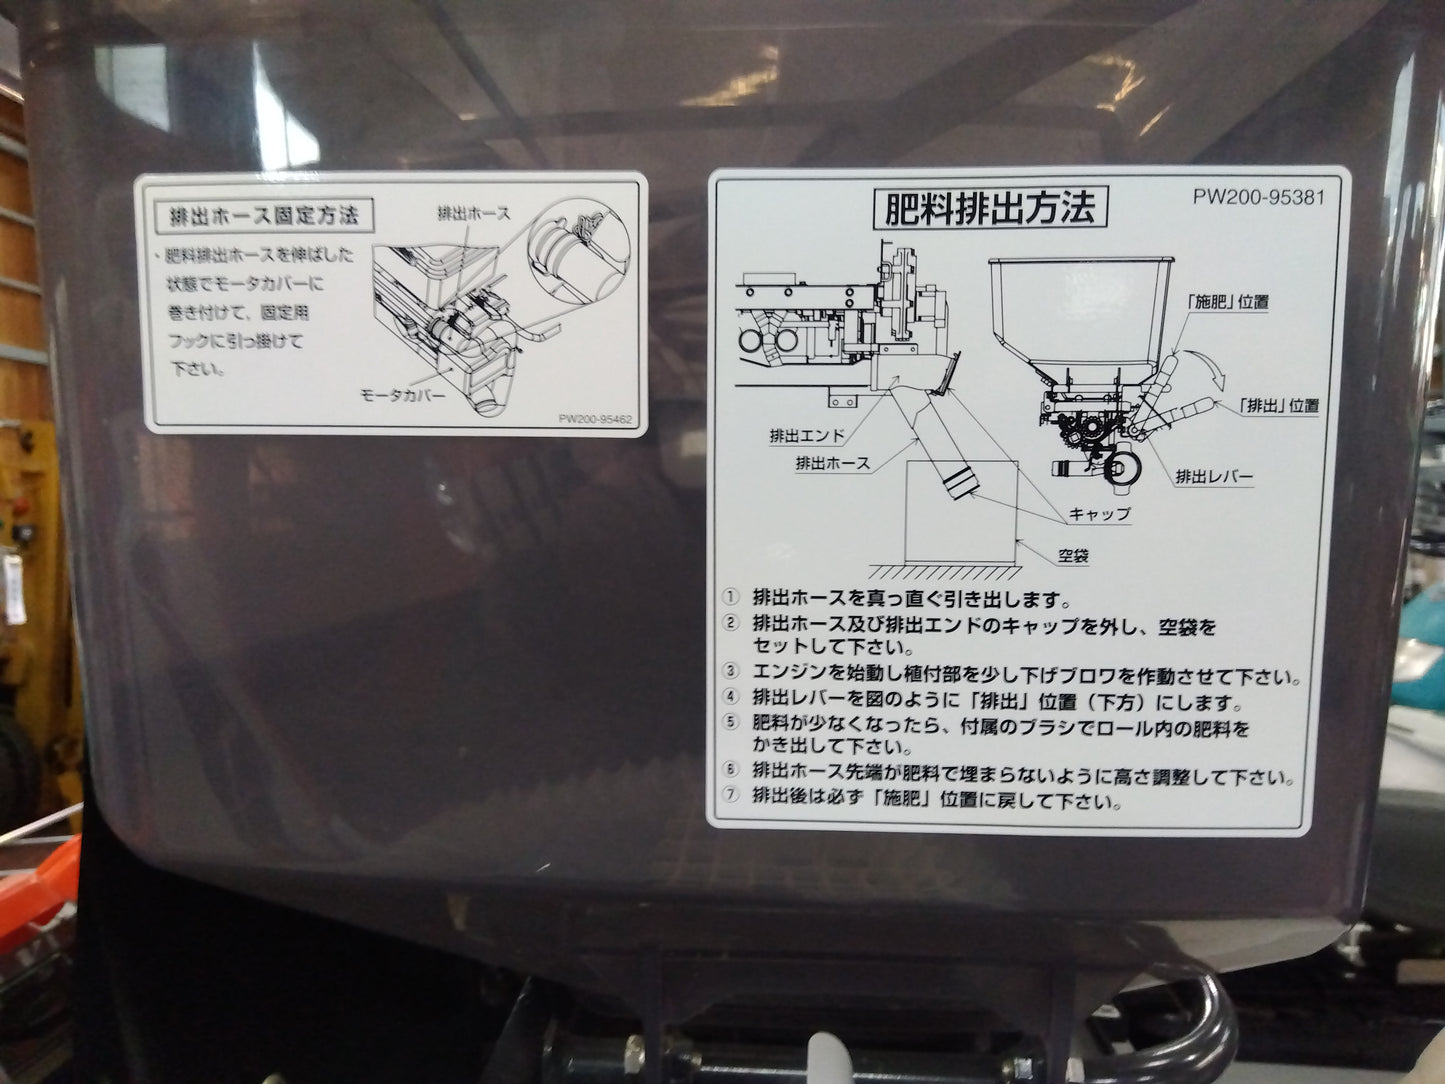 排出ホース固定方法
排出ホース
・肥料排出ホースを伸ばした
状態でモータカバーに
巻き付けて、固定用
フックに引っ掛けて
下さい。
モータカバー
PW200-95462
肥料排出方法
PW200-95381
「施肥」位置
「排出」位置
排出エンド
排出ホース
排出レバー
キャップ
空袋
① 排出ホースを真っ直ぐ引き出します。
② 排出ホース及び排出エンドのキャップを外し、空袋を
セットして下さい。
③ エンジンを始動し植付部を少し下げブロワを作動させて下さい。
④ 排出レバーを図のように「排出」位置(下方)にします。
⑤ 肥料が少なくなったら、付属のブラシでロール内の肥料を
かき出して下さい。
⑥ 排出ホース先端が肥料で埋まらないように高さ調整して下さい。
⑦ 排出後は必ず「施肥」位置に戻して下さい。